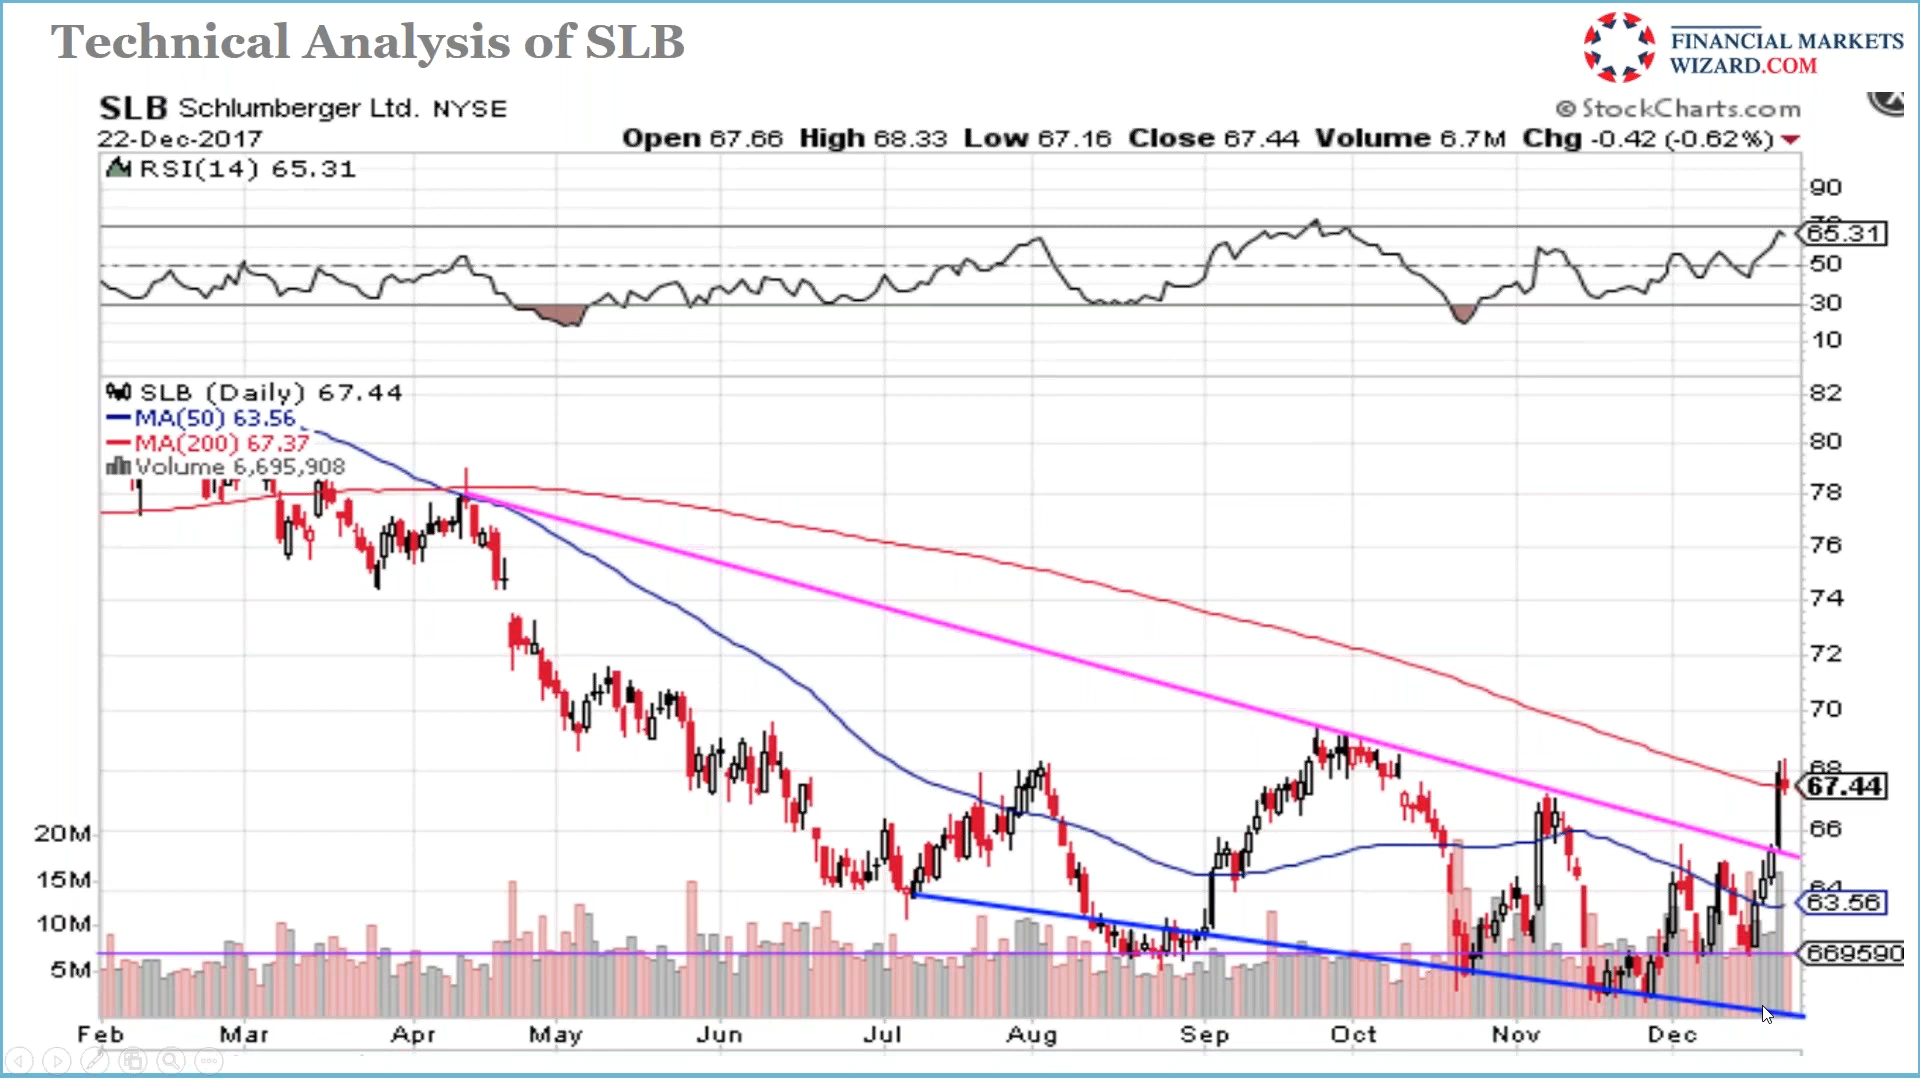 Technical Analysis of SLB
FINANCIAL MARKETS
WIZARD.COM
SLB Schlumberger Ltd. NYSE
© StockCharts.com
22-Dec-2017
Open 67.66 High 68.33 Low 67.16 Close 67.44 Volume 6.7M Chg -0.42 (-0.62%)
RSI(14) 65.31
90
70
65.31
50
30
10
SLB (Daily) 67.44
MA(50) 63.56
MA(200) 67.37
Volume 6,695,908
82
80
78
76
74
72
70
68
67.44
66
64
63.56
669590
20M
15M
10M
5M
Feb Mar Apr May Jun Jul Aug Sep Oct Nov Dec